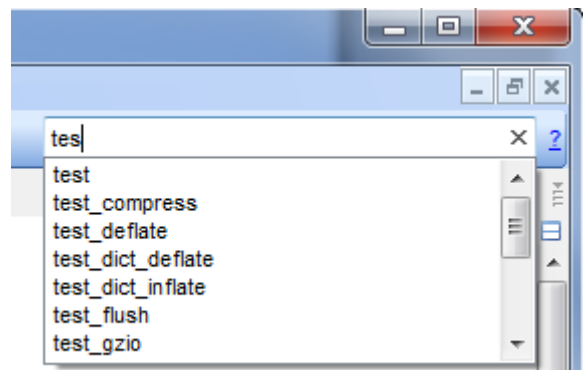 tes
?
test
test_compress
test_deflate
test_dict_deflate
test_dict_inflate
test_flush
test_gzio